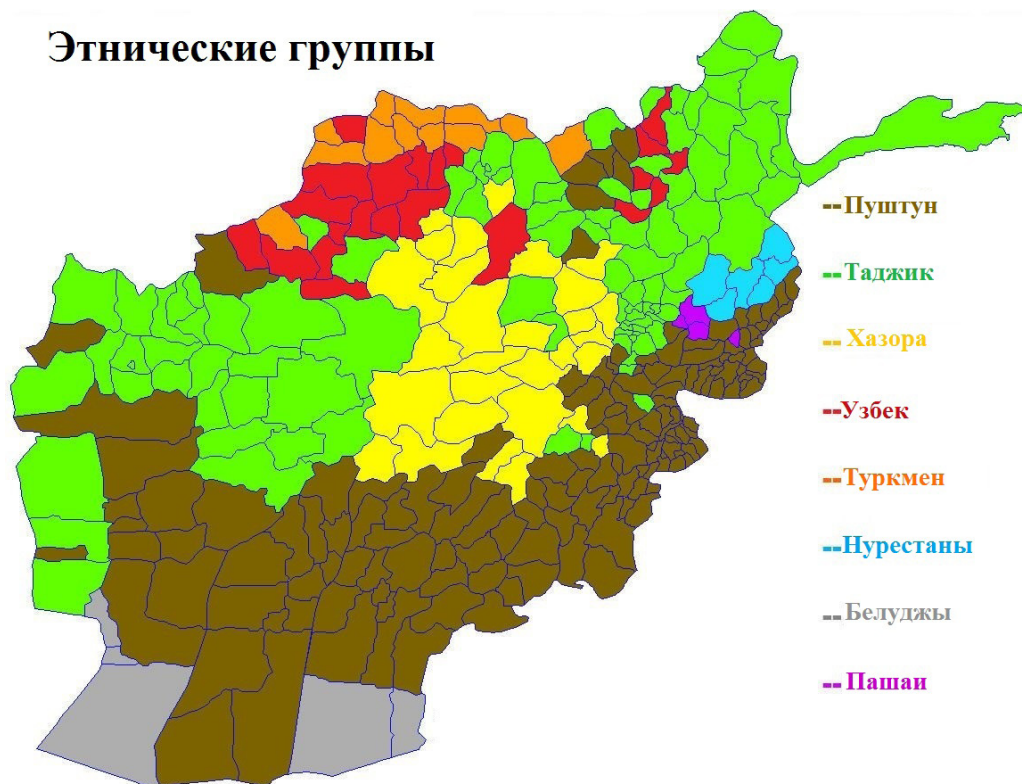 Этнические группы
--Пуштун
--Таджик
--Хазора
--Узбек
--Туркмен
--Нурестаны
--Белуджы
--Пашаи